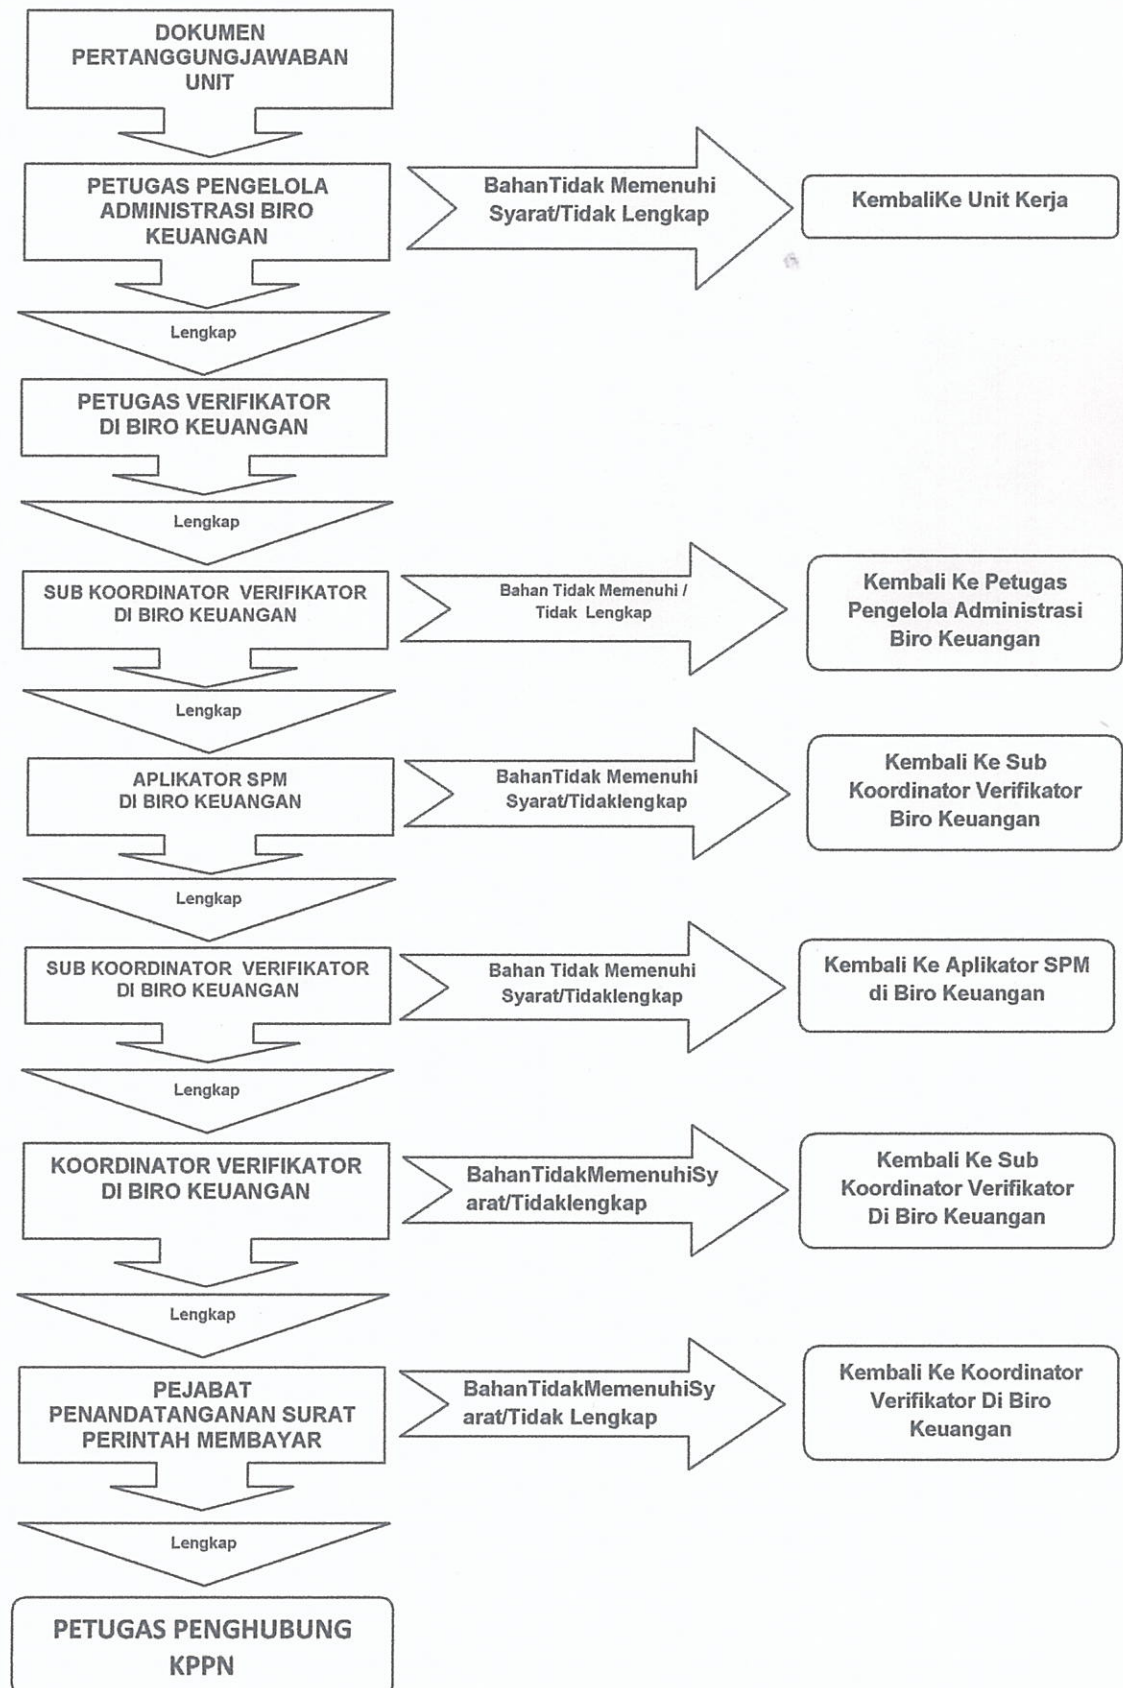 DOKUMEN
PERTANGGUNGJAWABAN
UNIT
PETUGAS PENGELOLA
ADMINISTRASI BIRO
KEUANGAN
BahanTidak Memenuhi
Syarat/Tidak Lengkap
KembaliKe Unit Kerja
Lengkap
PETUGAS VERIFIKATOR
DI BIRO KEUANGAN
Lengkap
SUB KOORDINATOR VERIFIKATOR
DI BIRO KEUANGAN
Bahan Tidak Memenuhi /
Tidak Lengkap
Kembali Ke Petugas
Pengelola Administrasi
Biro Keuangan
Lengkap
APLIKATOR SPM
DI BIRO KEUANGAN
BahanTidak Memenuhi
Syarat/Tidaklengkap
Kembali Ke Sub
Koordinator Verifikator
Biro Keuangan
Lengkap
SUB KOORDINATOR VERIFIKATOR
DI BIRO KEUANGAN
Bahan Tidak Memenuhi
Syarat/Tidaklengkap
Kembali Ke Aplikator SPM
di Biro Keuangan
Lengkap
KOORDINATOR VERIFIKATOR
DI BIRO KEUANGAN
BahanTidakMemenuhiSy
arat/Tidaklengkap
Kembali Ke Sub
Koordinator Verifikator
Di Biro Keuangan
Lengkap
PEJABAT
PENANDATANGANAN SURAT
PERINTAH MEMBAYAR
BahanTidakMemenuhiSy
arat/Tidak Lengkap
Kembali Ke Koordinator
Verifikator Di Biro
Keuangan
Lengkap
PETUGAS PENGHUBUNG
KPPN